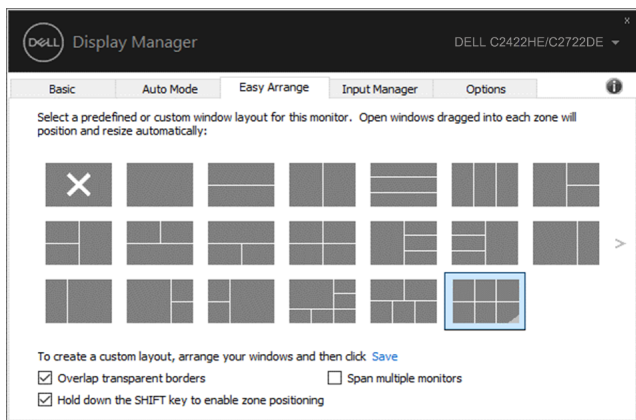 x
DELL Display Manager
DELL C2422HE/C2722DE
Basic Auto Mode Easy Arrange Input Manager Options
Select a predefined or custom window layout for this monitor. Open windows dragged into each zone will
position and resize automatically:
>
To create a custom layout, arrange your windows and then click Save
Overlap transparent borders Span multiple monitors
Hold down the SHIFT key to enable zone positioning